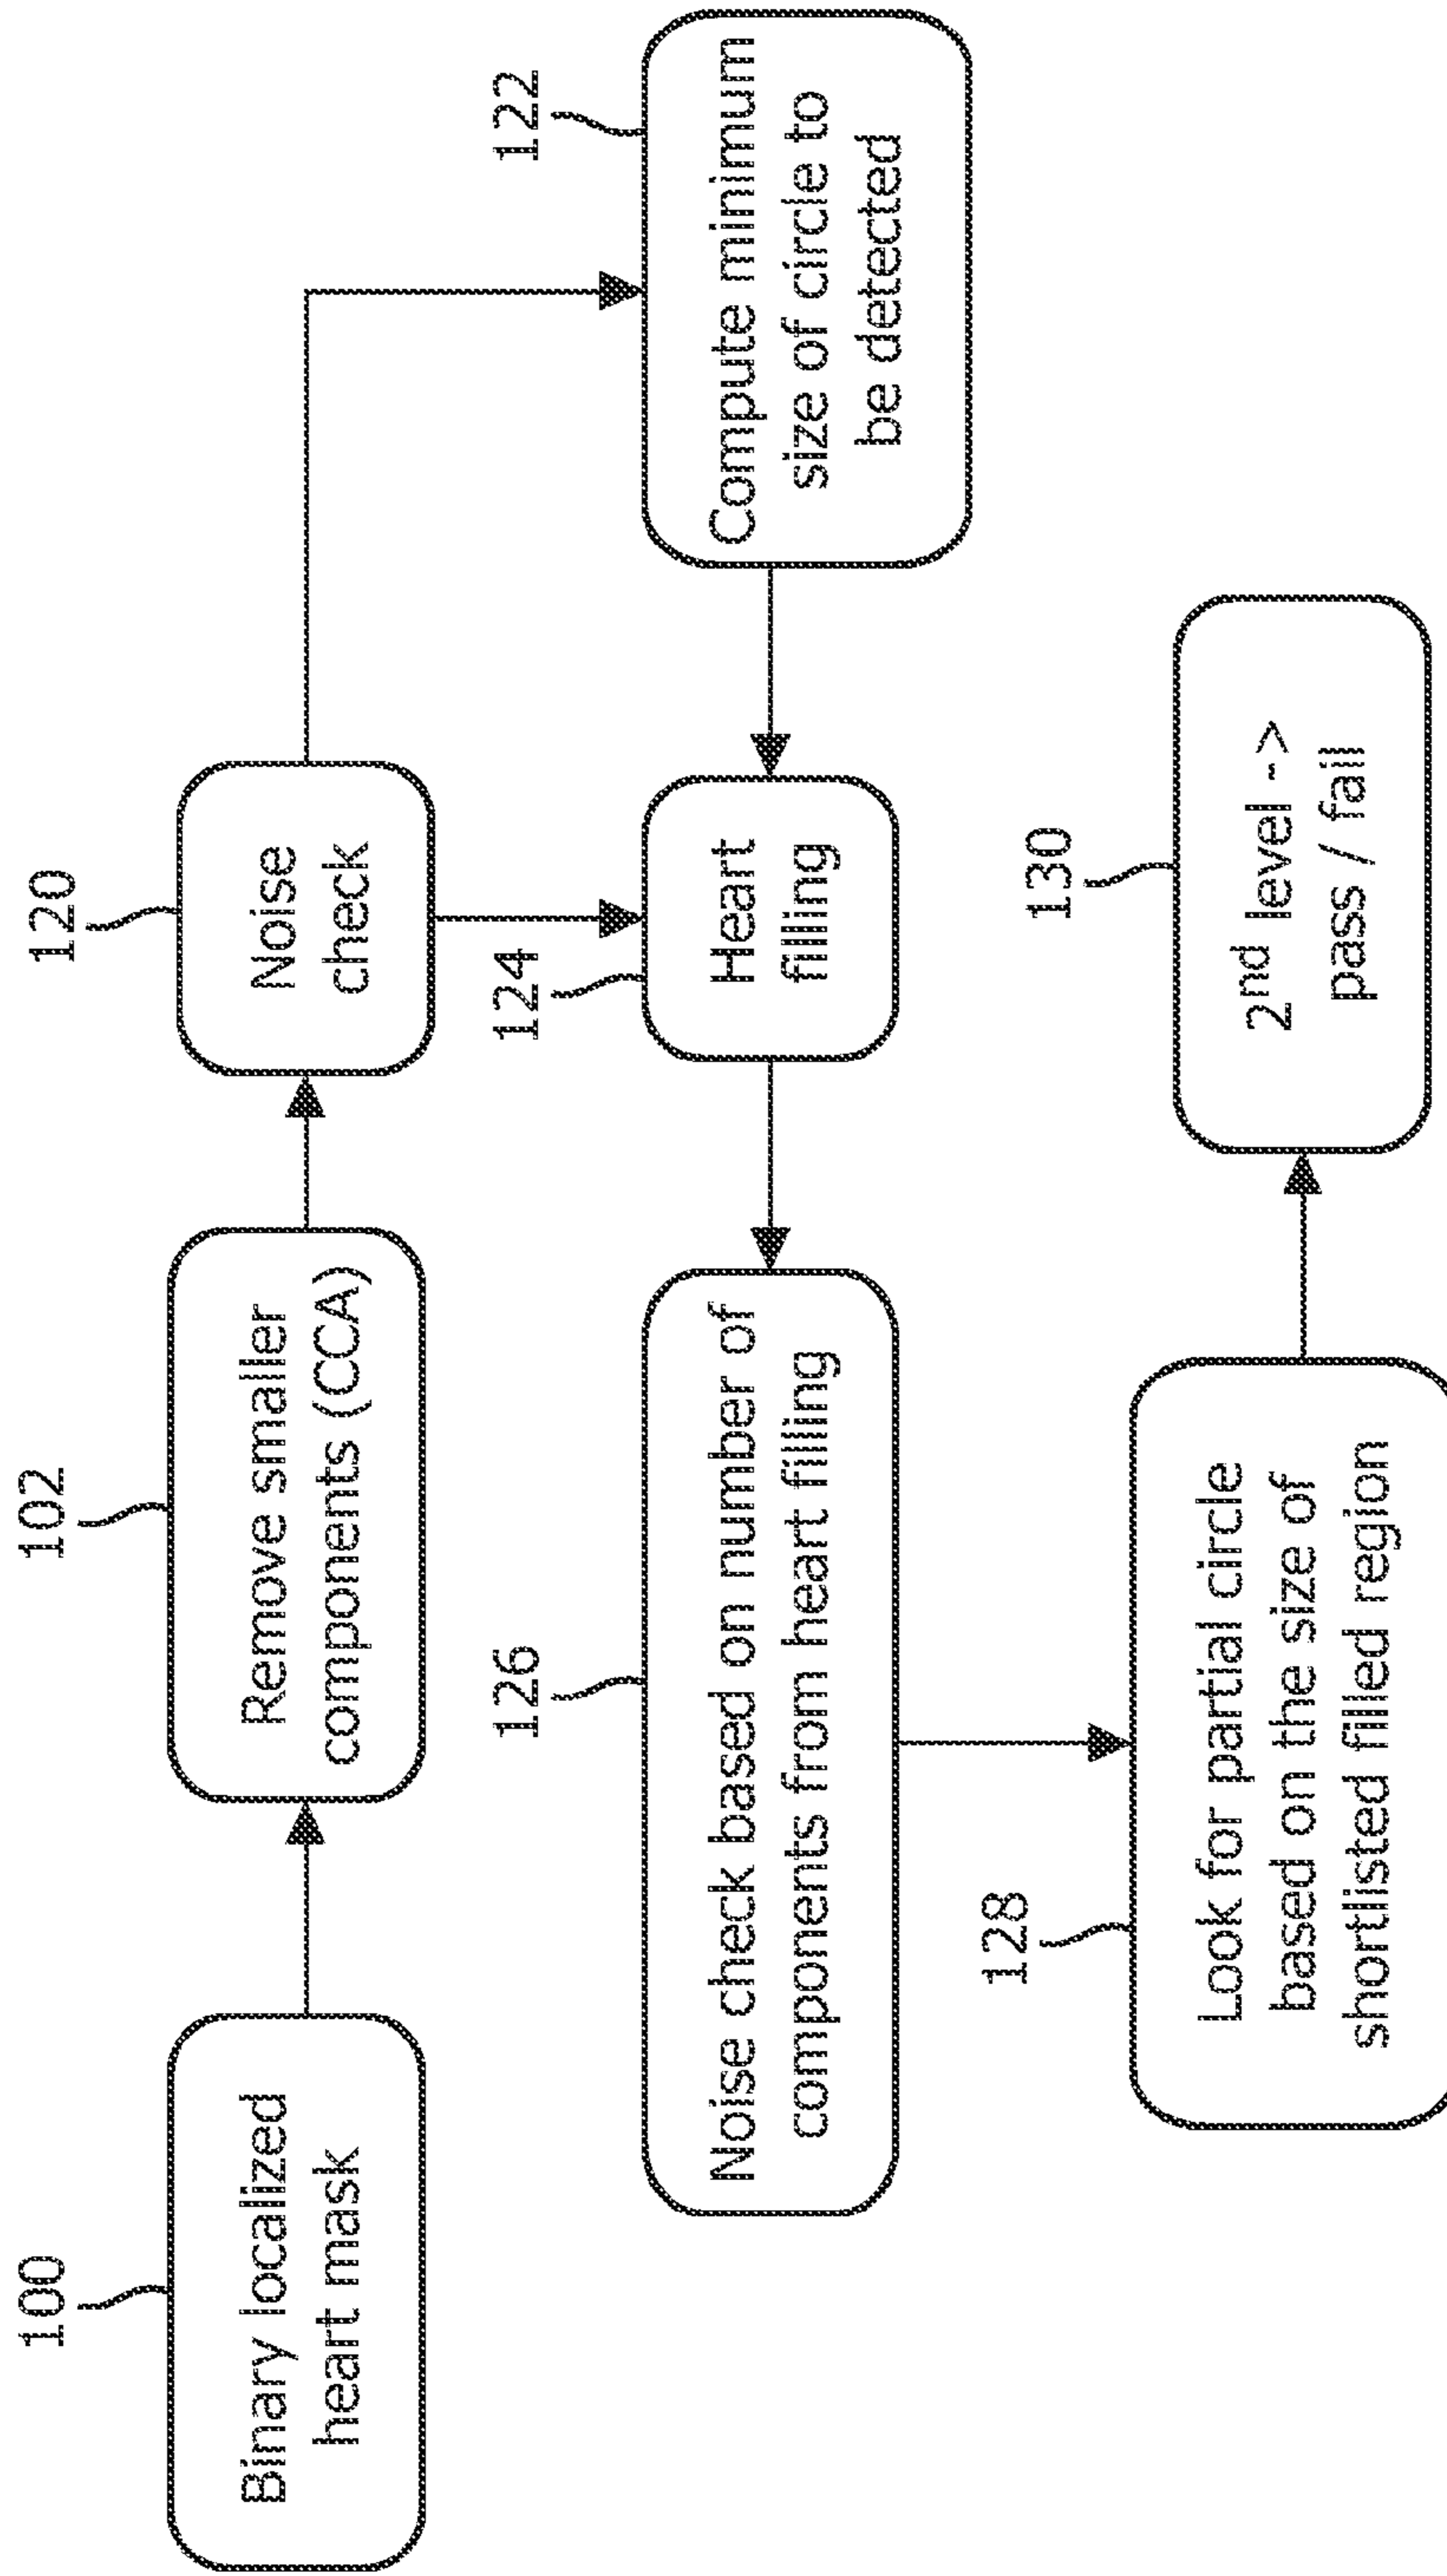 100
Binary localized
heart mask
102
Remove smaller
components (CCA)
120
Noise
check
122
Compute minimum
size of circle to
be detected
124
Heart
filling
126
Noise check based on number of
components from heart filling
128
Look for partial circle
based on the size of
shortlisted filled region
130
2nd level ->
pass / fail